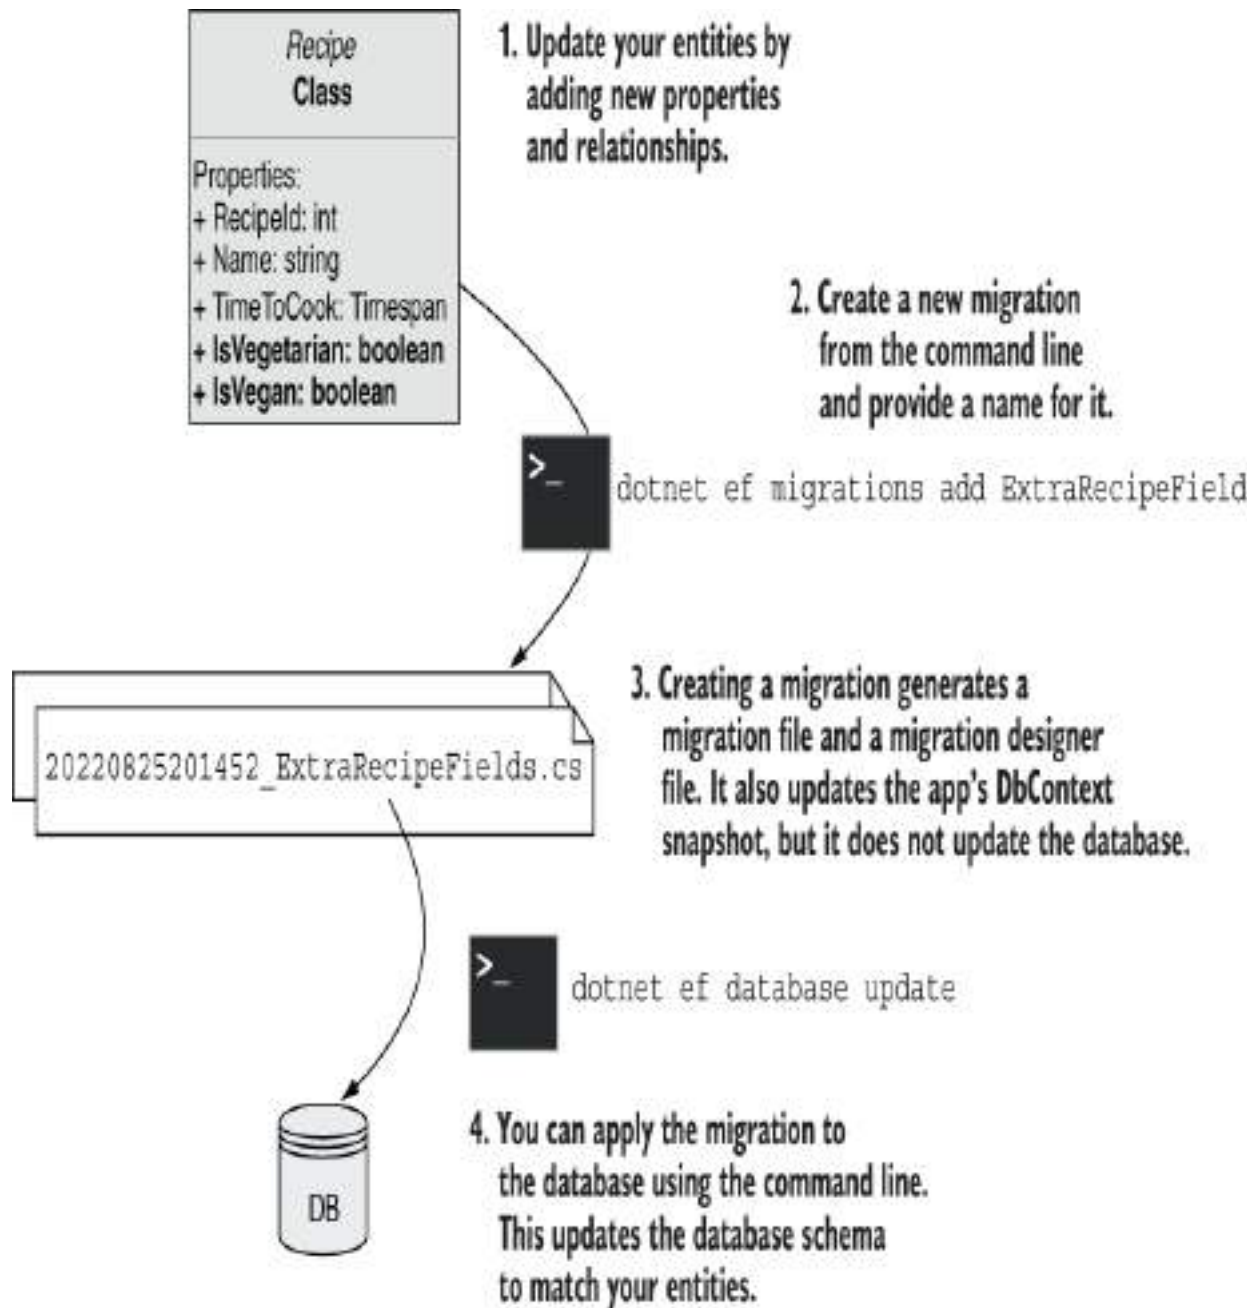 Recipe
Class
Properties:
+ RecipeId: int
+ Name: string
+ TimeToCook: Timespan
+ IsVegetarian: boolean
+ IsVegan: boolean
1. Update your entities by
adding new properties
and relationships.
2. Create a new migration
from the command line
and provide a name for it.
>_
dotnet ef migrations add ExtraRecipeField
20220825201452_ExtraRecipeFields.cs
3. Creating a migration generates a
migration file and a migration designer
file. It also updates the app's DbContext
snapshot, but it does not update the database.
>_
dotnet ef database update
DB
4. You can apply the migration to
the database using the command line.
This updates the database schema
to match your entities.